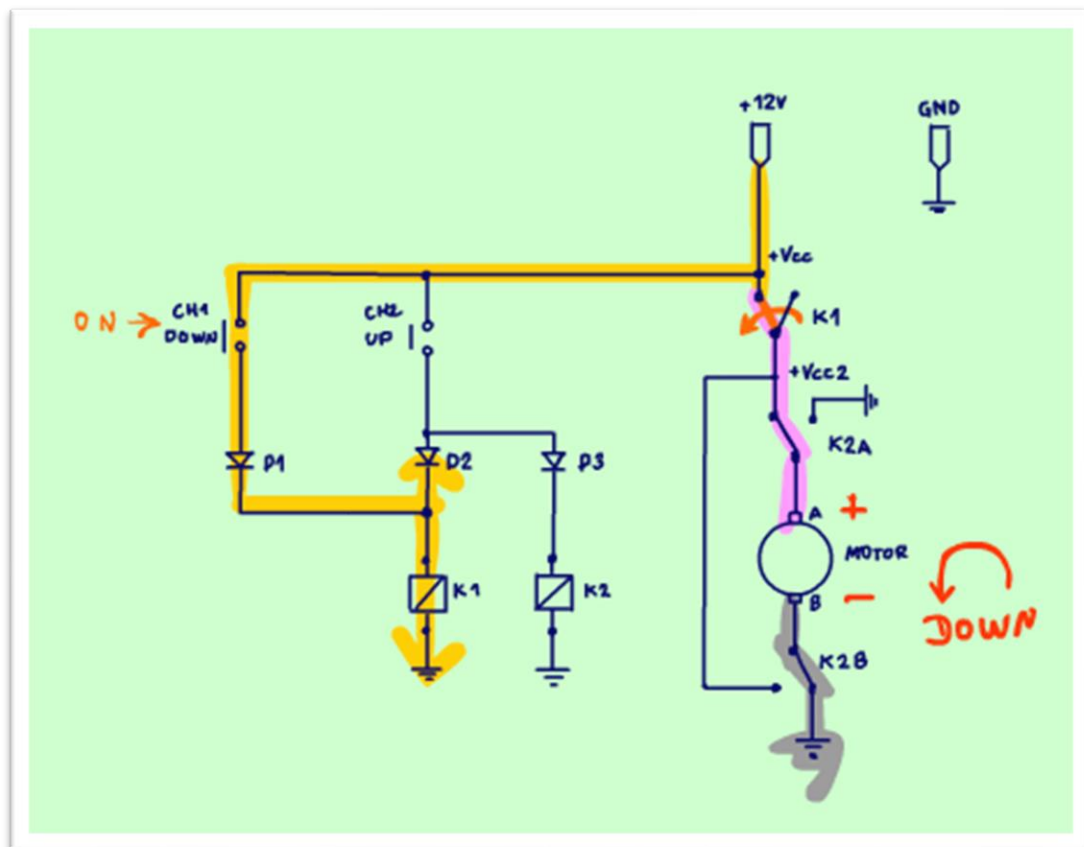 +12V
GND
+Vcc
ON →
CH1
DOWN
CH2
UP
K1
+Vcc2
K2A
D1
D2
D3
A
+
MOTOR
K1
K2
B
−
DOWN
K2B